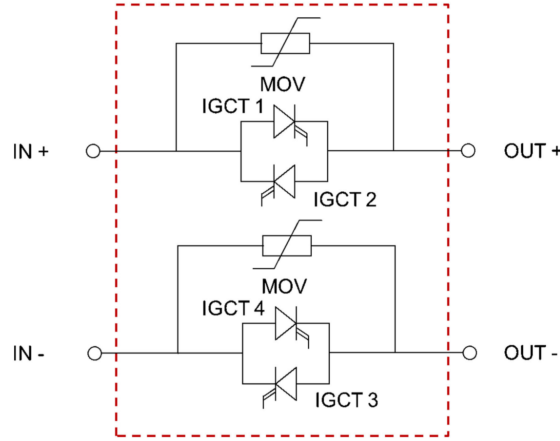 MOV
IGCT 1
IN +
OUT +
IGCT 2
MOV
IGCT 4
IN -
OUT -
IGCT 3